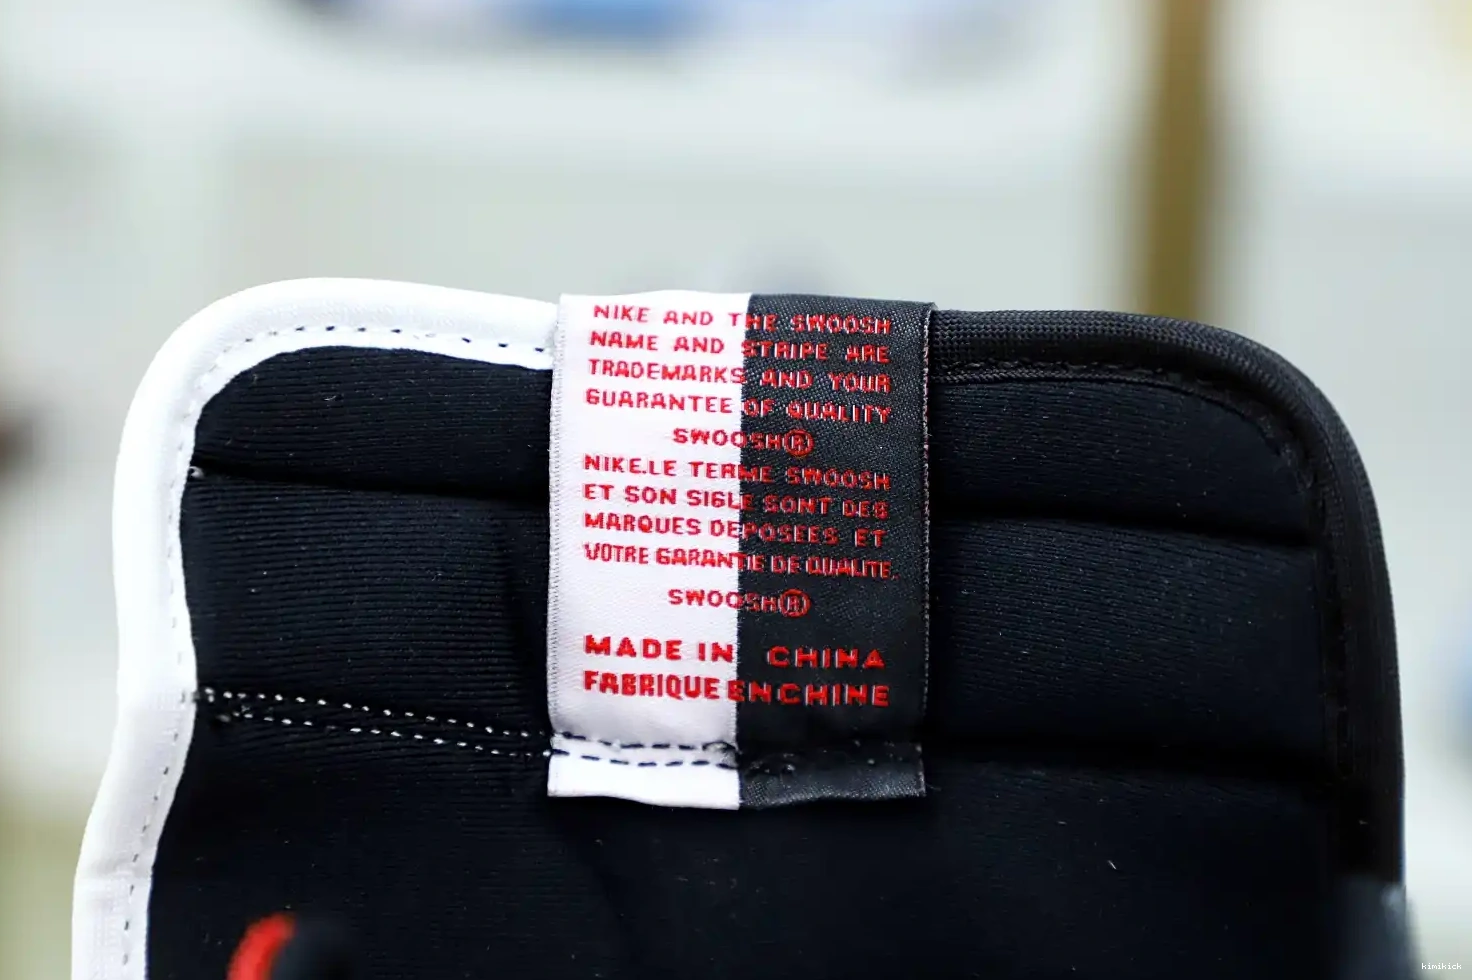 NIKE AND THE SWOOSH
NAME AND STRIPE ARE
TRADEMARKS AND YOUR
GUARANTEE OF QUALITY
SWOOSH®
NIKE.LE TERME SWOOSH
ET SON SIGLE SONT DES
MARQUES DEPOSEES ET
VOTRE GARANTIE DE QUALITE.
SWOOSH®
MADE IN CHINA
FABRIQUE EN CHINE
kimikick